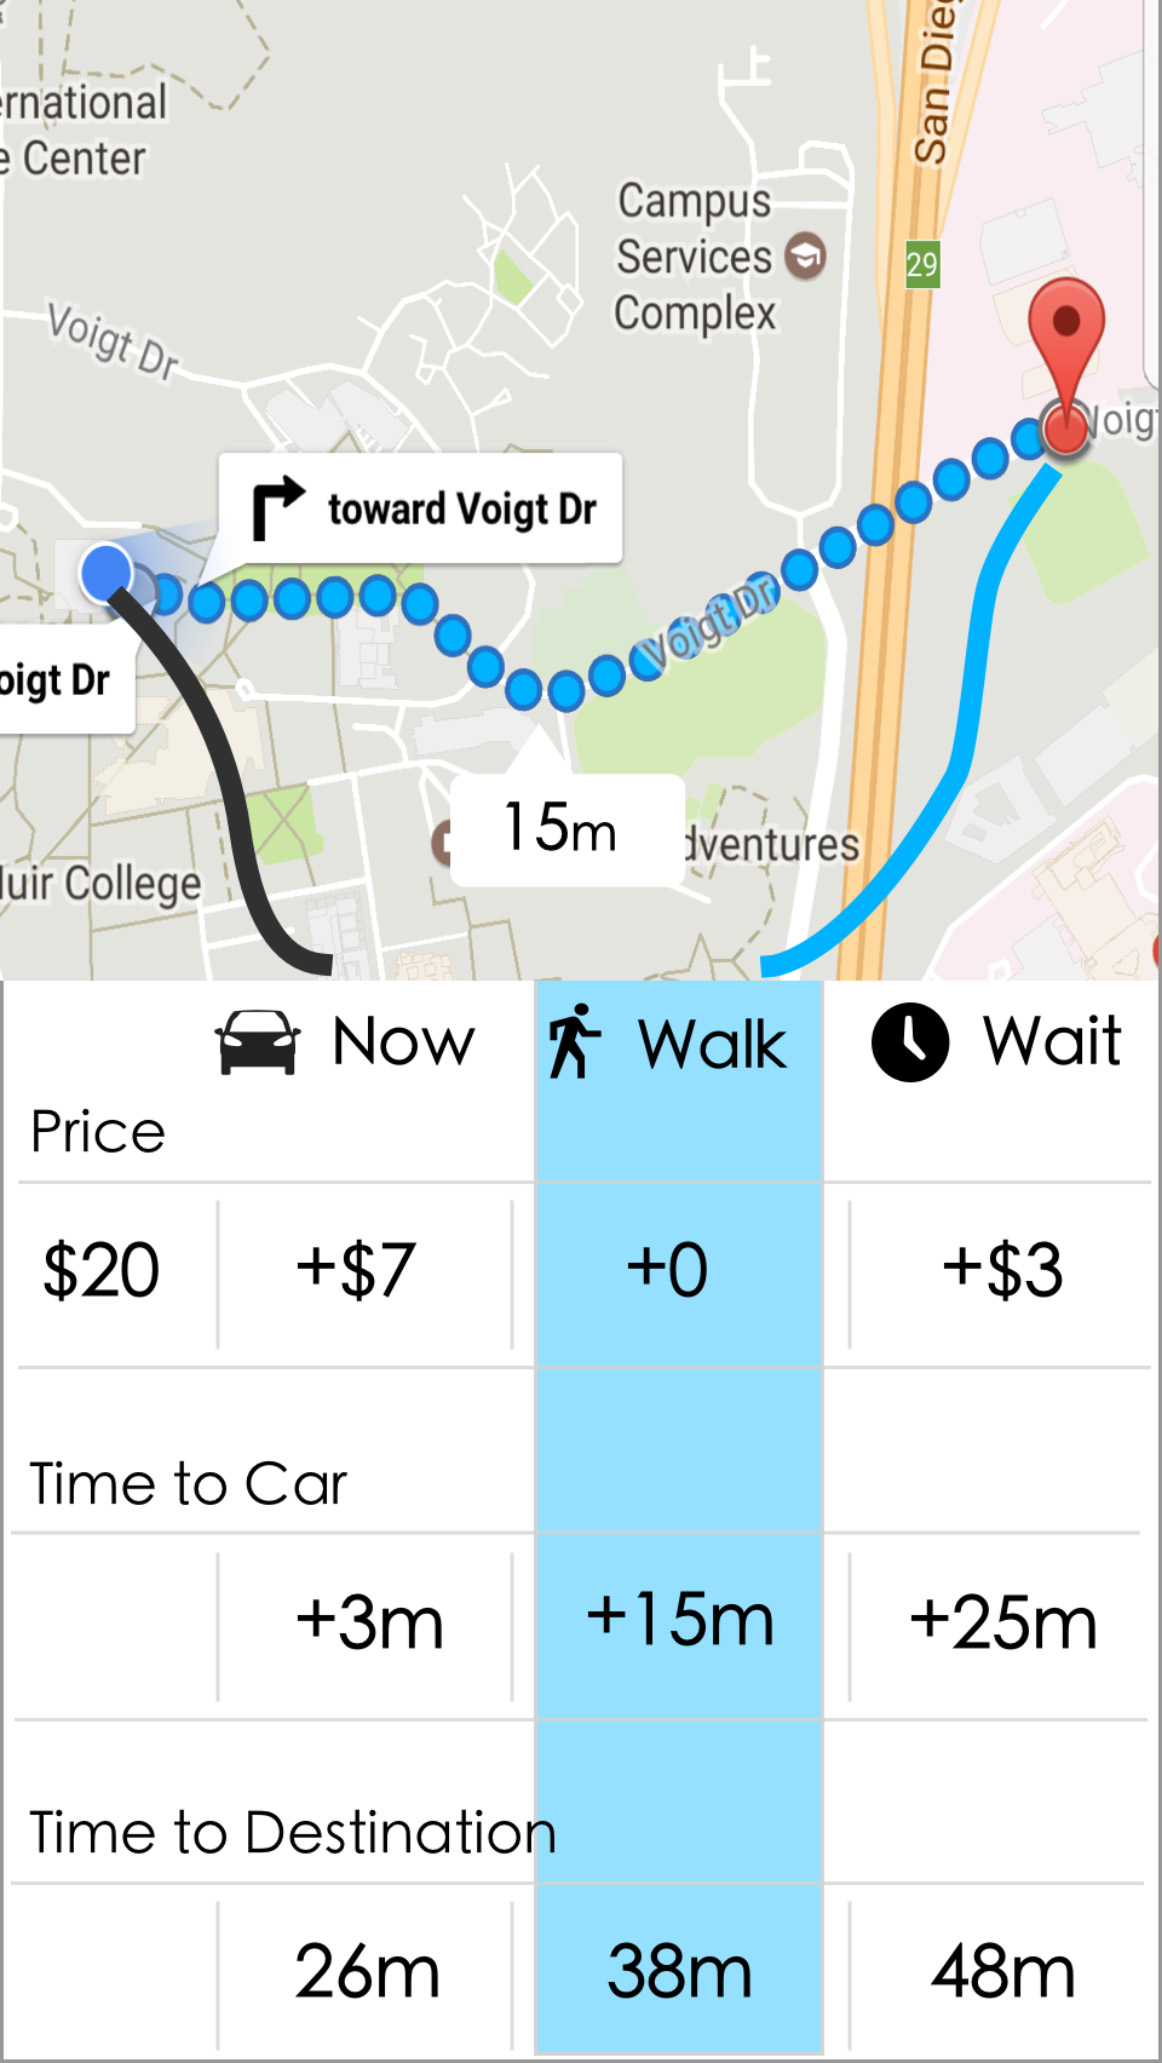 ernational
e Center
San Dieg
Campus
Services
Complex
29
Voigt Dr
Voigt
toward Voigt Dr
Voigt Dr
oigt Dr
15m
dventures
uir College
Now
Walk
Wait
Price
$20
+$7
+0
+$3
Time to Car
+3m
+15m
+25m
Time to Destination
26m
38m
48m